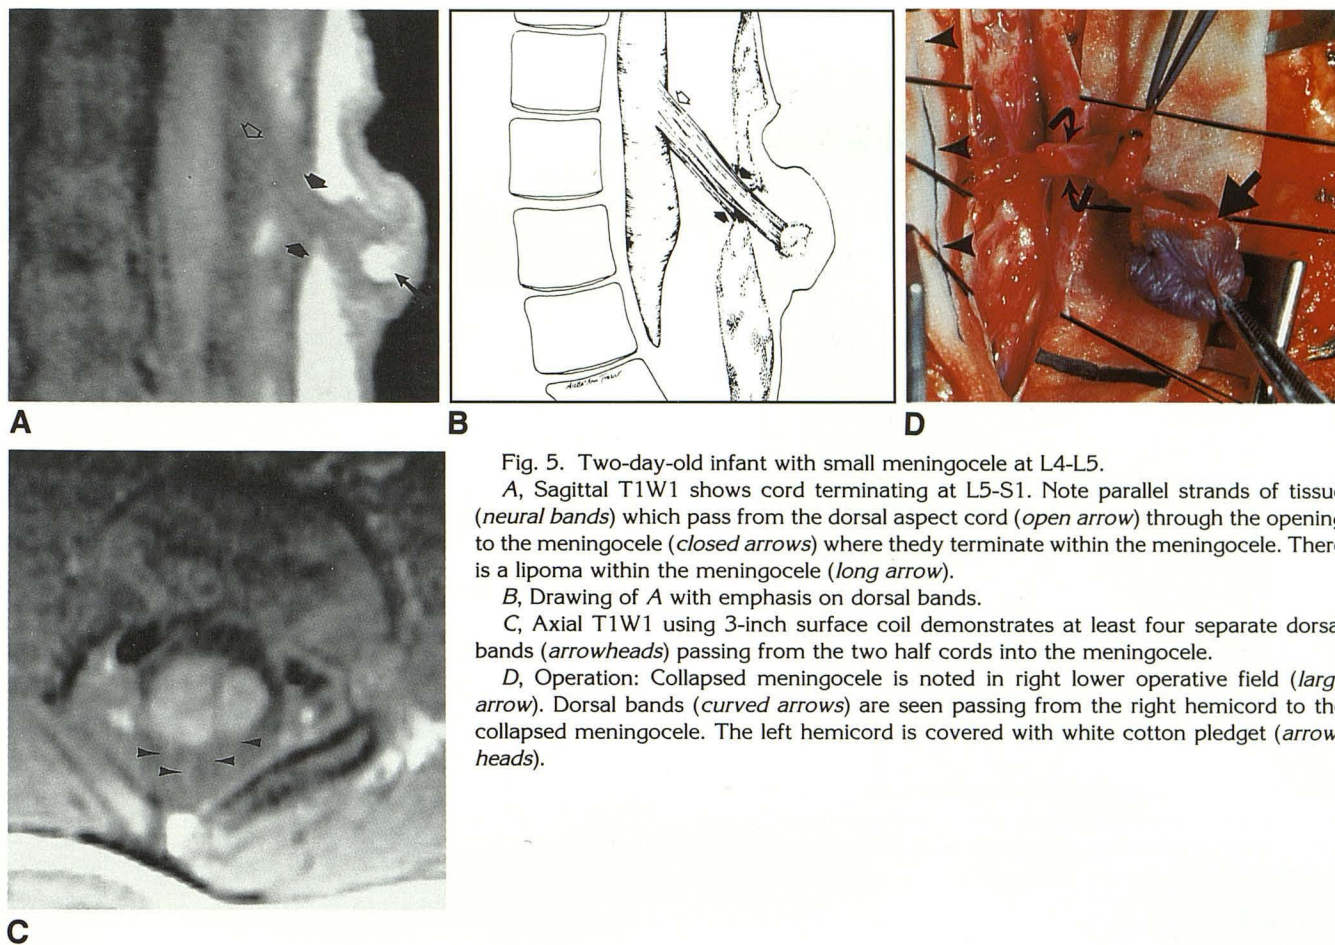 A
B
D
Fig. 5. Two-day-old infant with small meningocele at L4-L5.
A, Sagittal T1W1 shows cord terminating at L5-S1. Note parallel strands of tissu
(neural bands) which pass from the dorsal aspect cord (open arrow) through the opening
to the meningocele (closed arrows) where thedy terminate within the meningocele. Ther
is a lipoma within the meningocele (long arrow).
B, Drawing of A with emphasis on dorsal bands.
C, Axial T1W1 using 3-inch surface coil demonstrates at least four separate dorsa
bands (arrowheads) passing from the two half cords into the meningocele.
D, Operation: Collapsed meningocele is noted in right lower operative field (larg
arrow). Dorsal bands (curved arrows) are seen passing from the right hemicord to th
collapsed meningocele. The left hemicord is covered with white cotton pledget (arrow
heads).
C